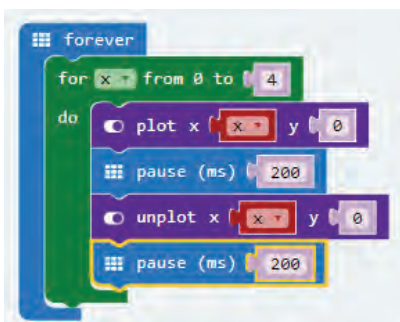 forever
for x from 0 to 4
do
plot x x y 0
pause (ms) 200
unplot x x y 0
pause (ms) 200